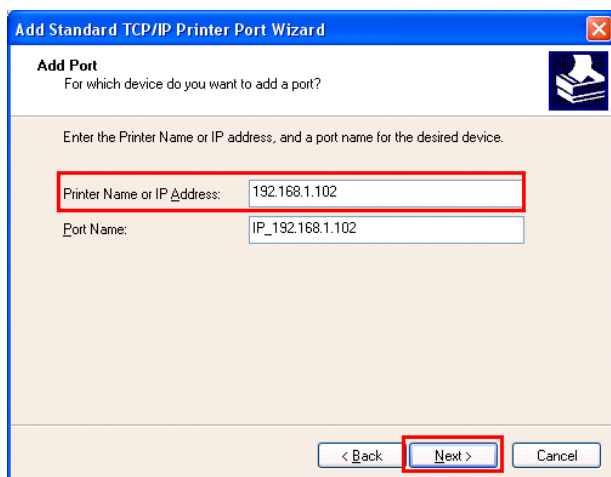 Add Standard TCP/IP Printer Port Wizard
Add Port
For which device do you want to add a port?
Enter the Printer Name or IP address, and a port name for the desired device.
Printer Name or IP Address: 192.168.1.102
Port Name: IP_192.168.1.102
< Back Next > Cancel